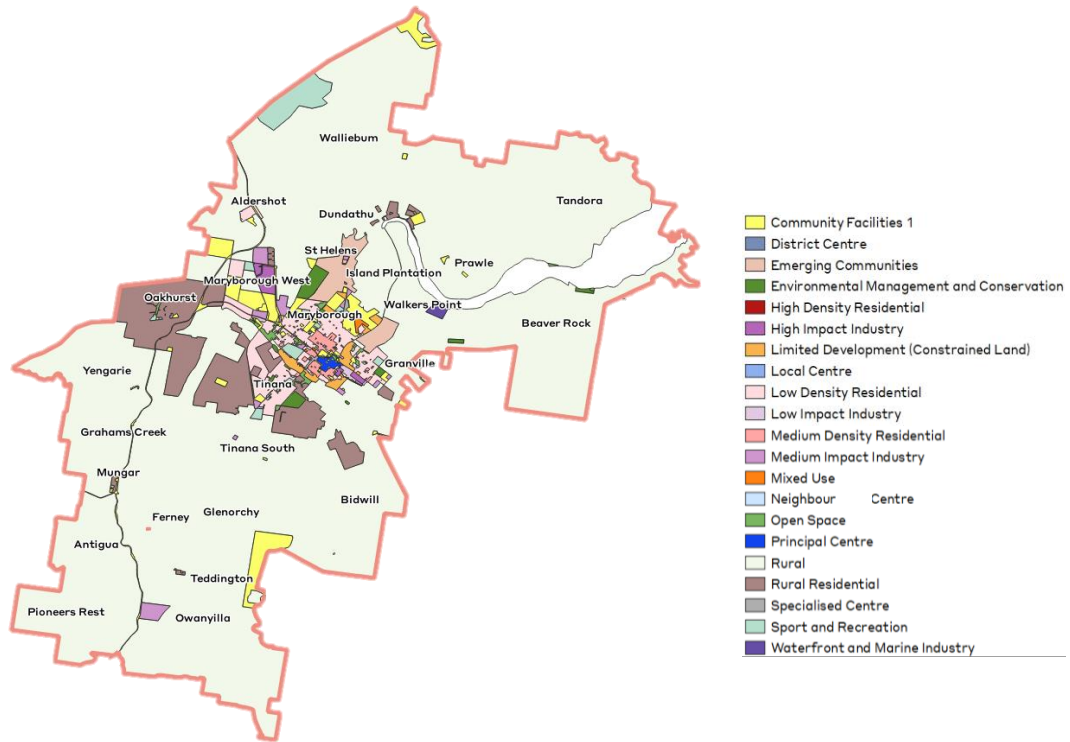 Walliebum
Tandora
Aldershot
Dundathu
St Helens
Prawle
Island Plantation
Maryborough West
Oakhurst
Walkers Point
Maryborough
Beaver Rock
Granville
Yengarie
Tinana
Grahams Creek
Tinana South
Mungar
Bidwill
Glenorchy
Ferney
Antigua
Teddington
Pioneers Rest
Owanyilla
Community Facilities 1
District Centre
Emerging Communities
Environmental Management and Conservation
High Density Residential
High Impact Industry
Limited Development (Constrained Land)
Local Centre
Low Density Residential
Low Impact Industry
Medium Density Residential
Medium Impact Industry
Mixed Use
Neighbour Centre
Open Space
Principal Centre
Rural
Rural Residential
Specialised Centre
Sport and Recreation
Waterfront and Marine Industry